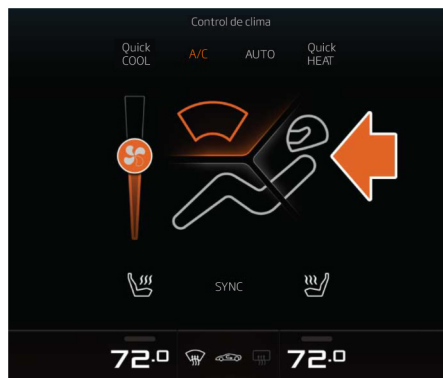 Control de clima
Quick
COOL
A/C
AUTO
Quick
HEAT
SYNC
72.0
72.0